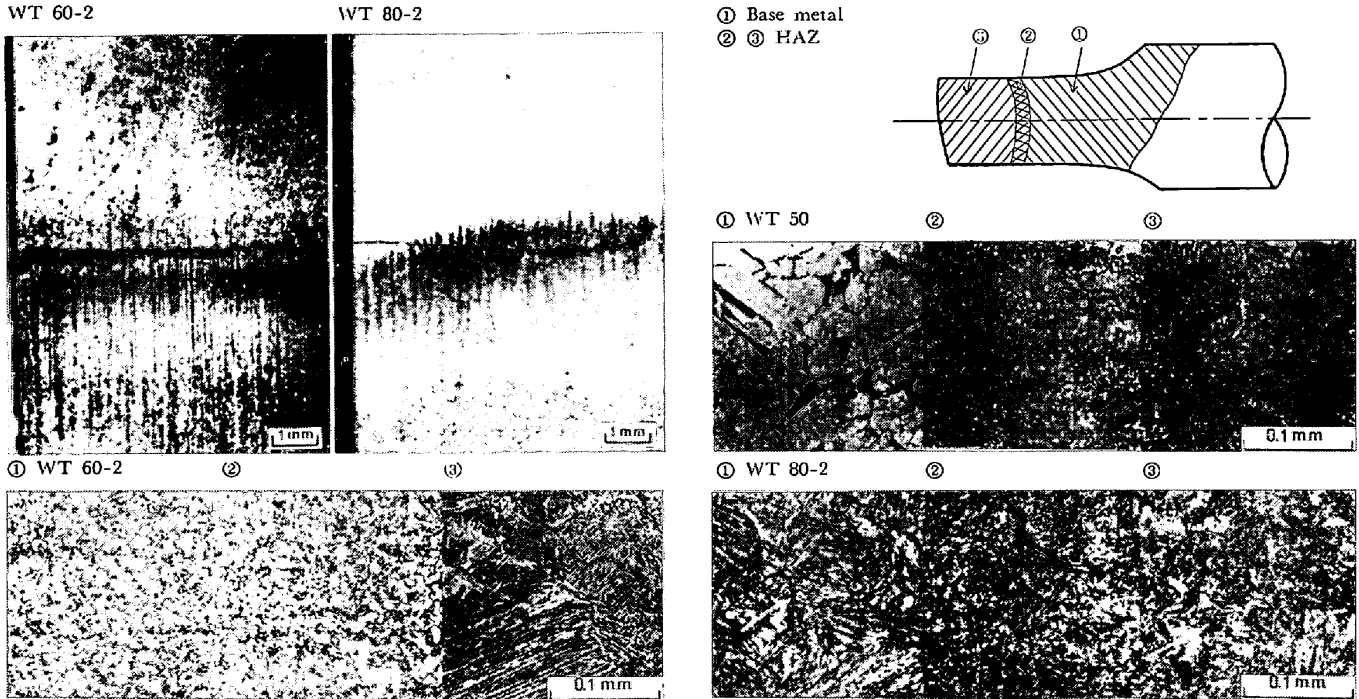 WT 60-2
WT 80-2
1 mm
1 mm
① WT 60-2 ② ③
0.1 mm
① Base metal
② ③ HAZ
③ ② ①
① WT 50 ② ③
0.1 mm
① WT 80-2 ② ③
0.1 mm